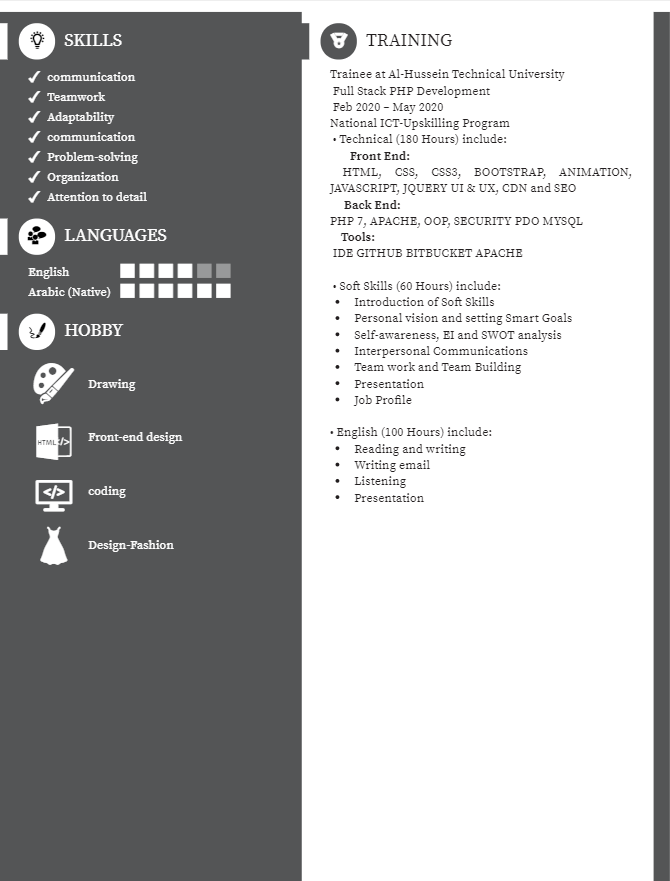 SKILLS
communication
Teamwork
Adaptability
communication
Problem-solving
Organization
Attention to detail
LANGUAGES
English
Arabic (Native)
HOBBY
Drawing
HTML </>
Front-end design
</>
coding
Design-Fashion
TRAINING
Trainee at Al-Hussein Technical University
Full Stack PHP Development
Feb 2020 – May 2020
National ICT-Upskilling Program
• Technical (180 Hours) include:
Front End:
HTML, CSS, CSS3, BOOTSTRAP, ANIMATION,
JAVASCRIPT, JQUERY UI & UX, CDN and SEO
Back End:
PHP 7, APACHE, OOP, SECURITY PDO MYSQL
Tools:
IDE GITHUB BITBUCKET APACHE
• Soft Skills (60 Hours) include:
• Introduction of Soft Skills
• Personal vision and setting Smart Goals
• Self-awareness, EI and SWOT analysis
• Interpersonal Communications
• Team work and Team Building
• Presentation
• Job Profile
• English (100 Hours) include:
• Reading and writing
• Writing email
• Listening
• Presentation